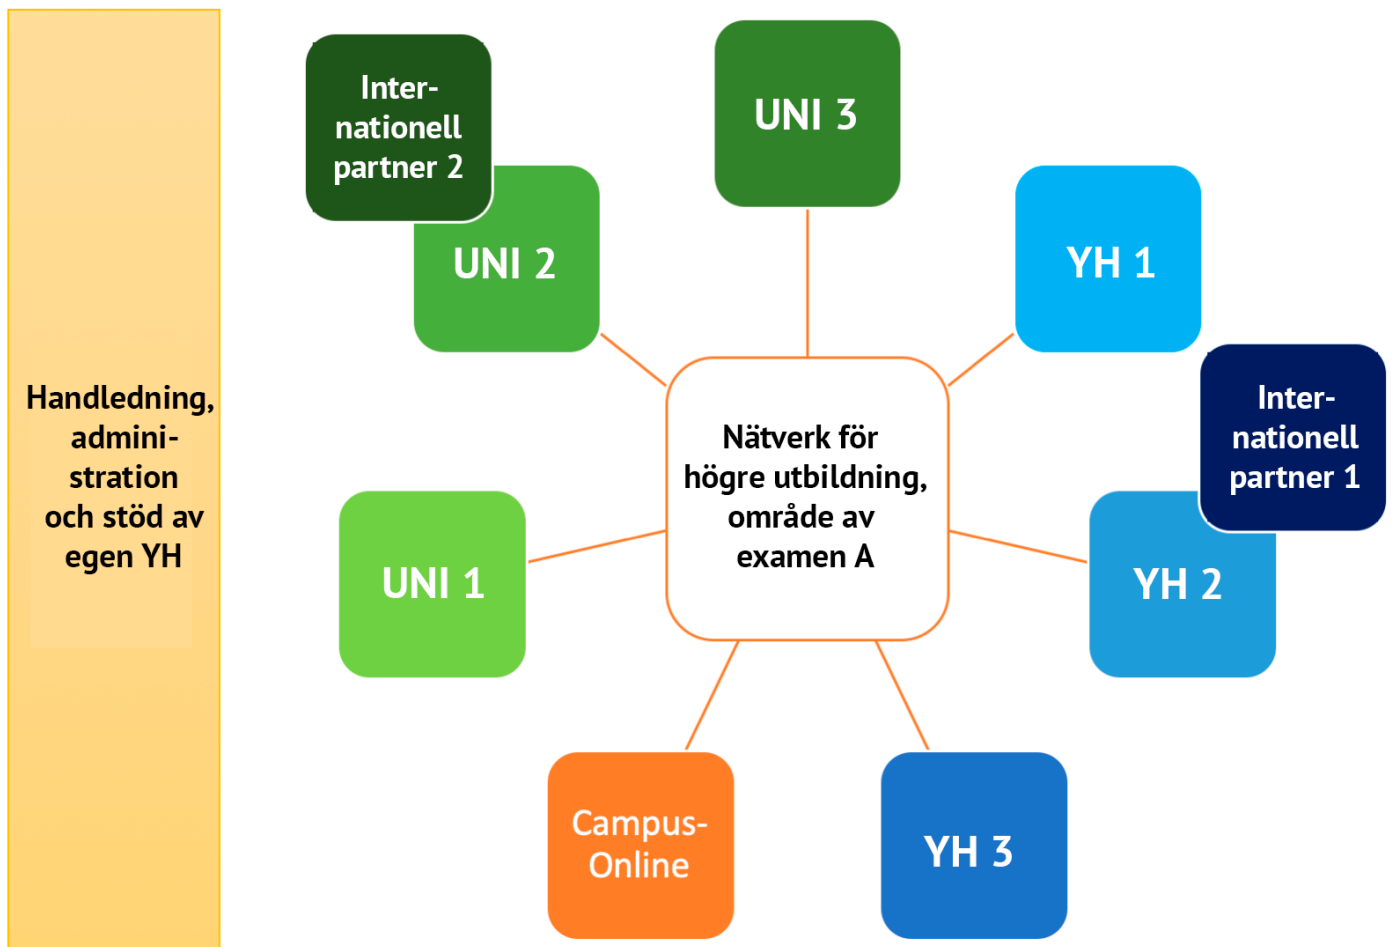 Handledning,
admini-
stration
och stöd av
egen YH
Inter-
nationell
partner 2
UNI 2
UNI 3
YH 1
Inter-
nationell
partner 1
YH 2
Nätverk för
högre utbildning,
område av
examen A
UNI 1
Campus-
Online
YH 3